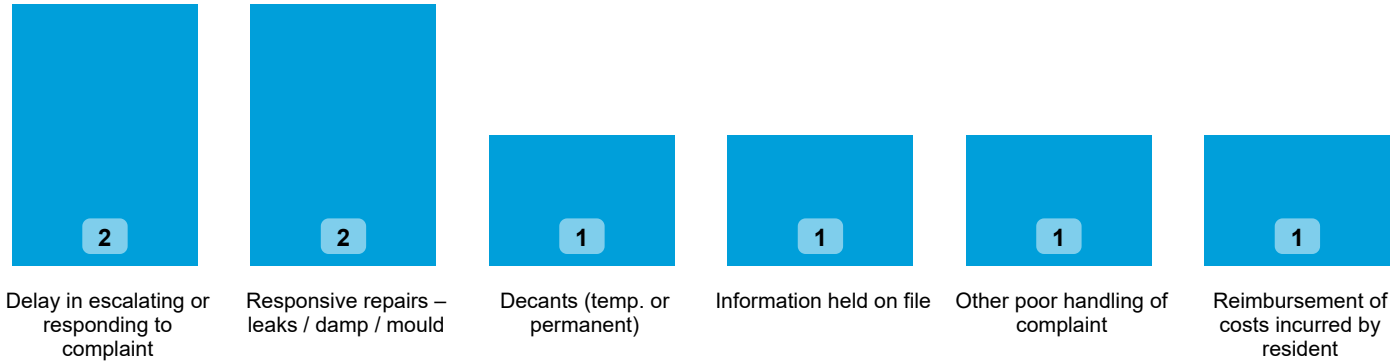 2
2
1
1
1
1
Delay in escalating or
responding to
complaint
Responsive repairs –
leaks / damp / mould
Decants (temp. or
permanent)
Information held on file
Other poor handling of
complaint
Reimbursement of
costs incurred by
resident